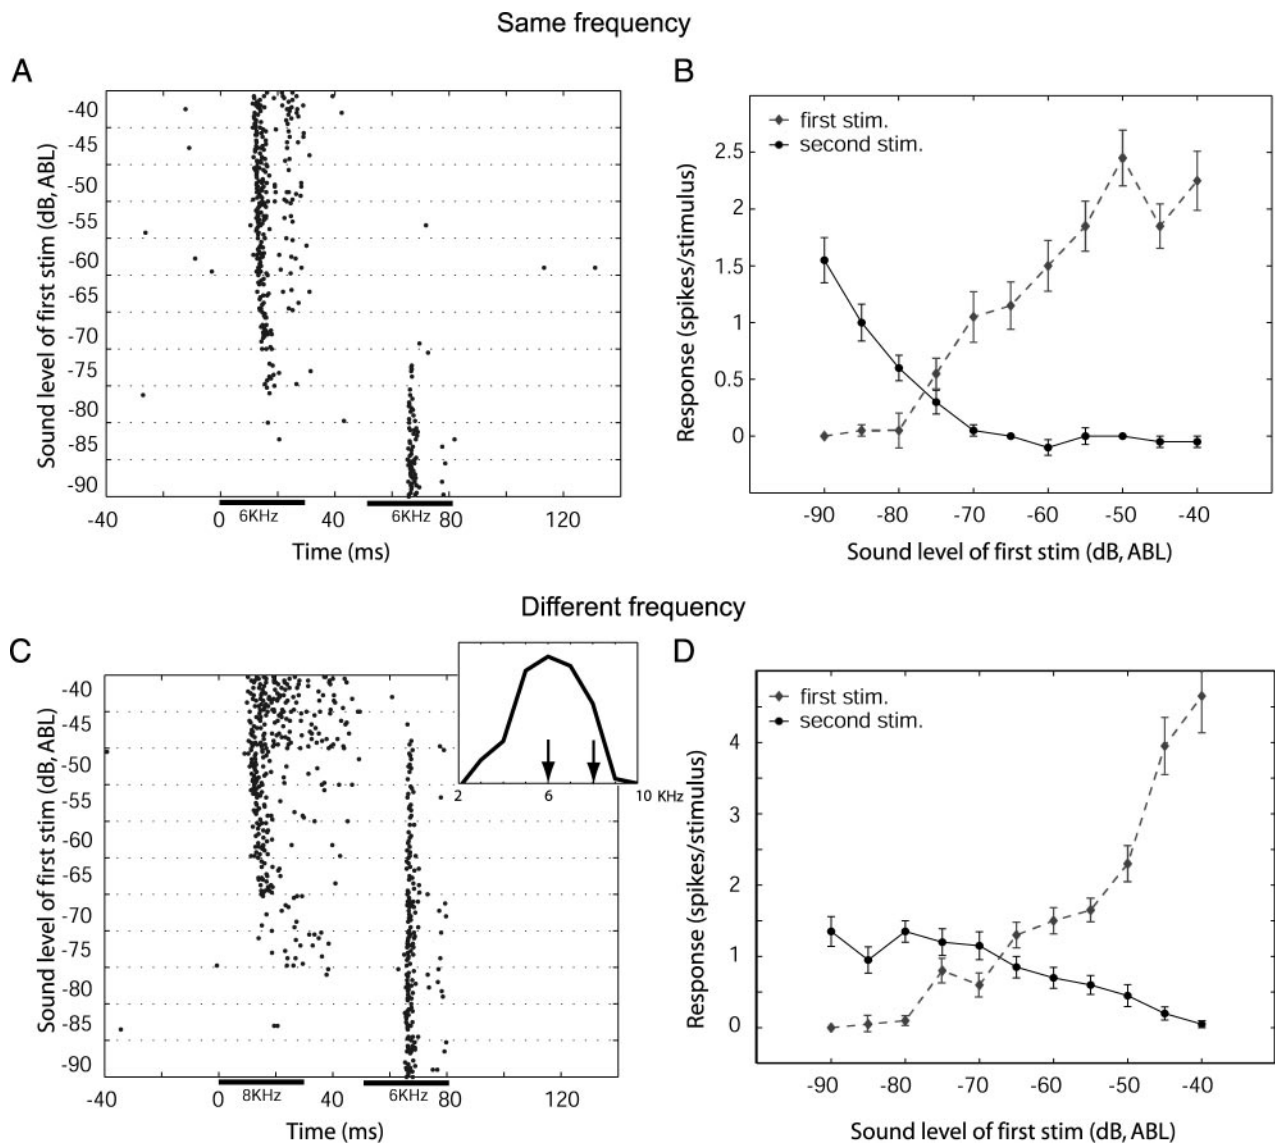 Same frequency
A
Sound level of first stim (dB, ABL)
-40
-45
-50
-55
-60
-65
-70
-75
-80
-85
-90
-40 0 40 80 120
6KHz 6KHz
Time (ms)
B
first stim.
second stim.
Response (spikes/stimulus)
2.5
2
1.5
1
0.5
0
-90 -80 -70 -60 -50 -40
Sound level of first stim (dB, ABL)
Different frequency
C
Sound level of first stim (dB, ABL)
-40
-45
-50
-55
-60
-65
-70
-75
-80
-85
-90
2 6 10 KHz
-40 0 40 80 120
8KHz 6KHz
Time (ms)
D
first stim.
second stim.
Response (spikes/stimulus)
4
3
2
1
0
-90 -80 -70 -60 -50 -40
Sound level of first stim (dB, ABL)